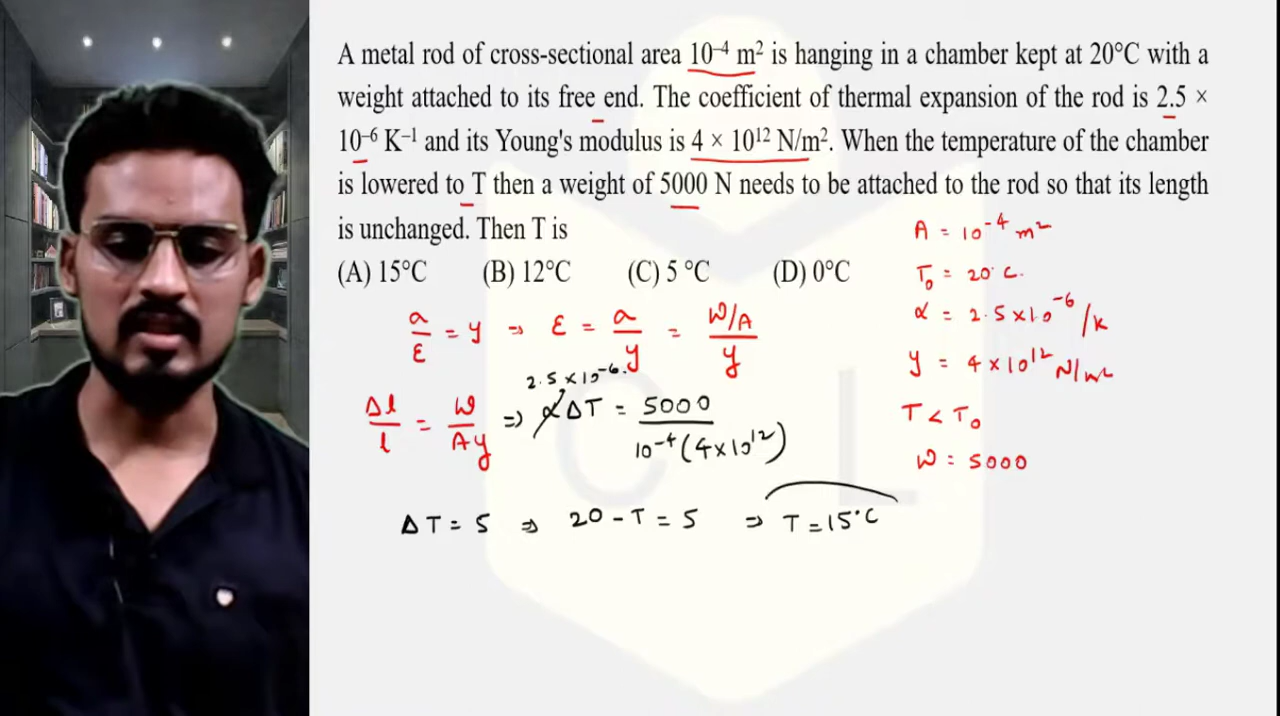 A metal rod of cross-sectional area 10⁻⁴ m² is hanging in a chamber kept at 20°C with a
weight attached to its free end. The coefficient of thermal expansion of the rod is 2.5 ×
10⁻⁶ K⁻¹ and its Young's modulus is 4 × 10¹² N/m². When the temperature of the chamber
is lowered to T then a weight of 5000 N needs to be attached to the rod so that its length
is unchanged. Then T is
(A) 15°C (B) 12°C (C) 5 °C (D) 0°C
A = 10⁻⁴ m²
T₀ = 20° C.
α = 2.5×10⁻⁶ /K
y = 4×10¹² N/m²
T < T₀
W = 5000
a/ε = y ⇒ ε = a/y = (W/A)/y
2.5×10⁻⁶.
Δl/l = W/(Ay) ⇒ αΔT = 5000/(10⁻⁴(4×10¹²))
ΔT = 5 ⇒ 20 - T = 5 ⇒ T = 15°C
C L